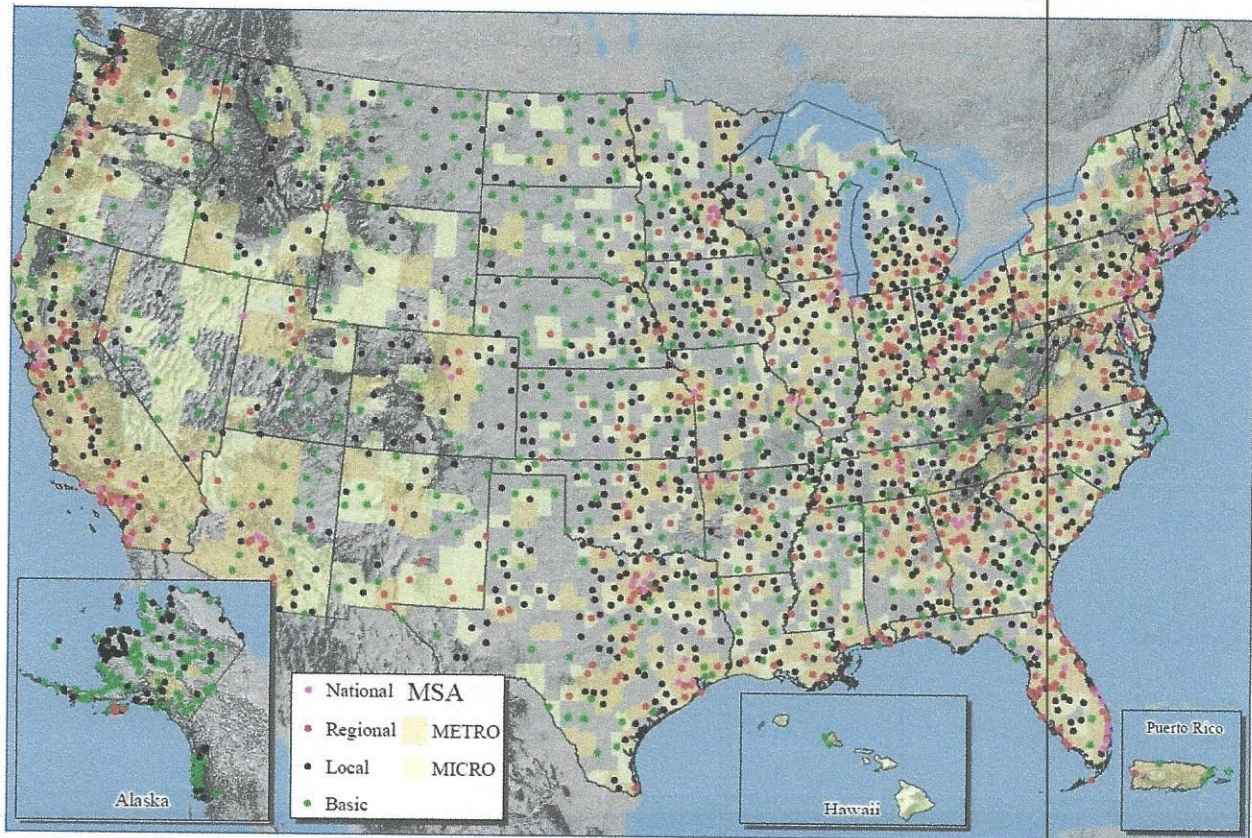 National MSA
Regional METRO
Local MICRO
Basic
Alaska
Hawaii
Puerto Rico